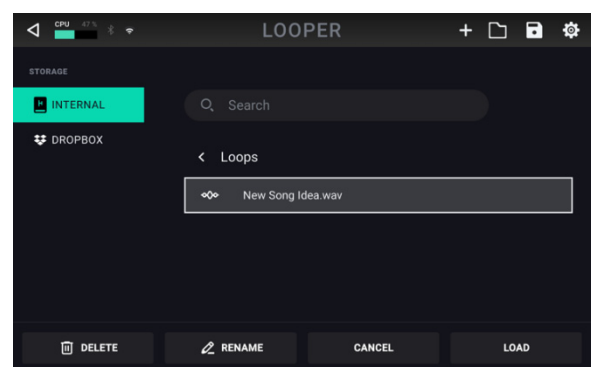 CPU 47%
LOOPER
STORAGE
INTERNAL
Search
DROPBOX
Loops
New Song Idea.wav
DELETE
RENAME
CANCEL
LOAD